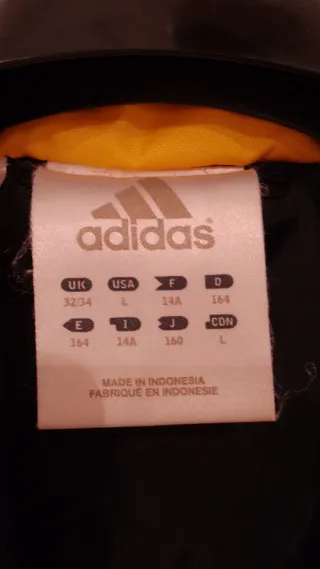 adidas
UK USA F D
32/34 L 14A 164
E I J CDN
164 14A 160 L
MADE IN INDONESIA
FABRIQUÉ EN INDONESIE